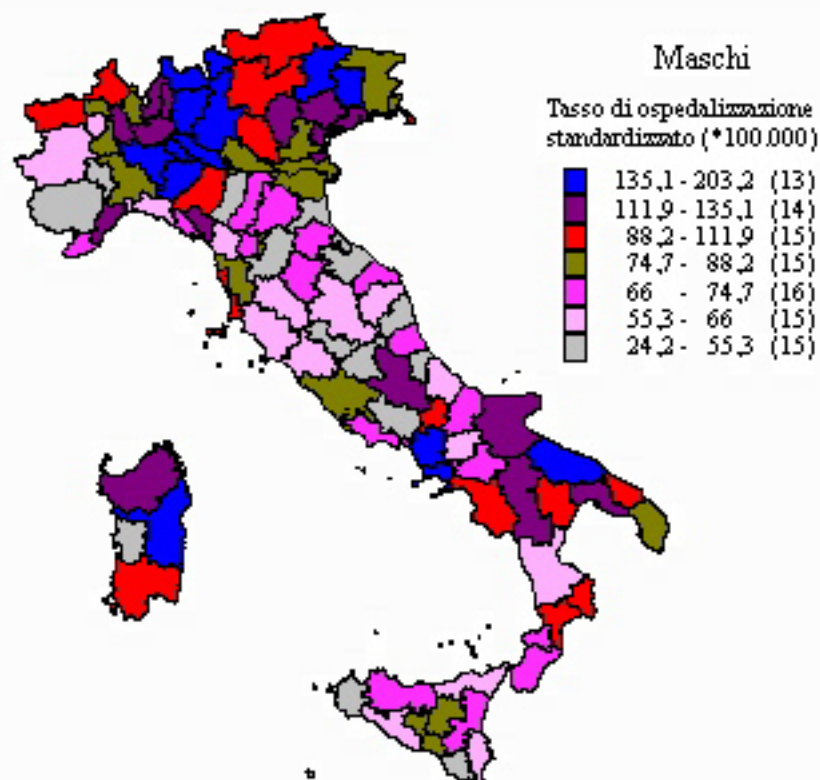 Maschi
Tasso di ospedalizzazione
standardizzato (*100.000)
135,1 - 203,2 (13)
111,9 - 135,1 (14)
88,2 - 111,9 (15)
74,7 - 88,2 (15)
66 - 74,7 (16)
55,3 - 66 (15)
24,2 - 55,3 (15)